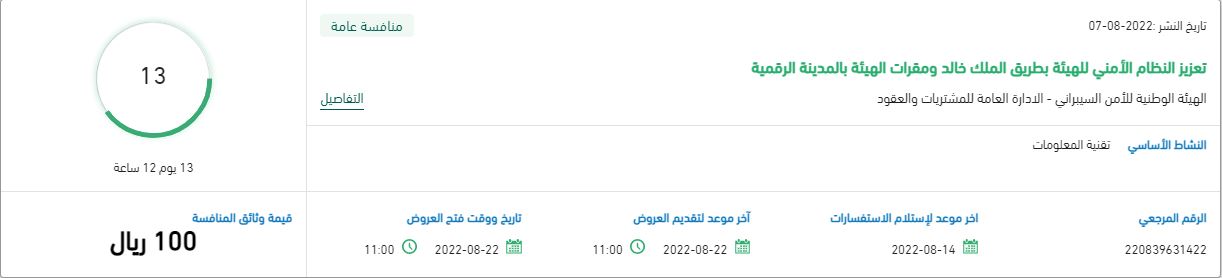 تاريخ النشر :2022-08-07
منافسة عامة
تعزيز النظام الأمني للهيئة بطريق الملك خالد ومقرات الهيئة بالمدينة الرقمية
الهيئة الوطنية للأمن السيبراني - الادارة العامة للمشتريات والعقود
التفاصيل
النشاط الأساسي
تقنية المعلومات
13
13 يوم 12 ساعة
الرقم المرجعي
220839631422
اخر موعد لإستلام الاستفسارات
2022-08-14
آخر موعد لتقديم العروض
2022-08-22 11:00
تاريخ ووقت فتح العروض
2022-08-22 11:00
قيمة وثائق المنافسة
100 ريال